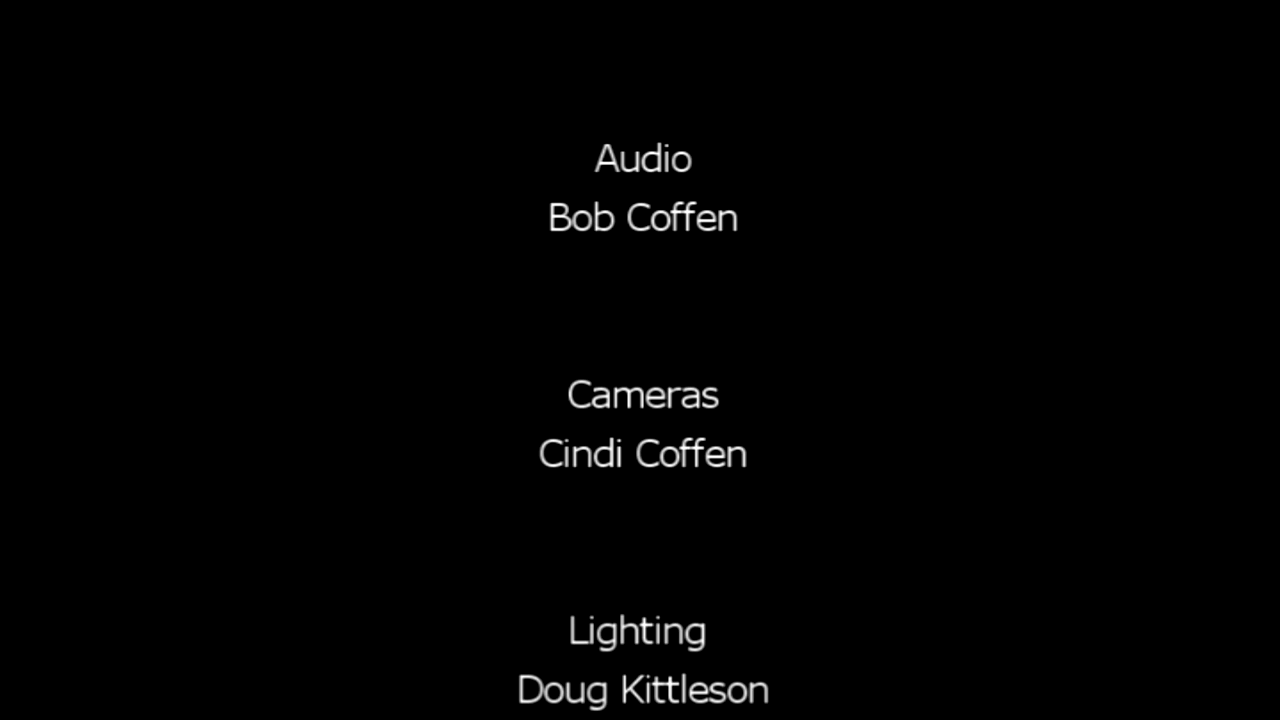 Audio
Bob Coffen
Cameras
Cindi Coffen
Lighting
Doug Kittleson